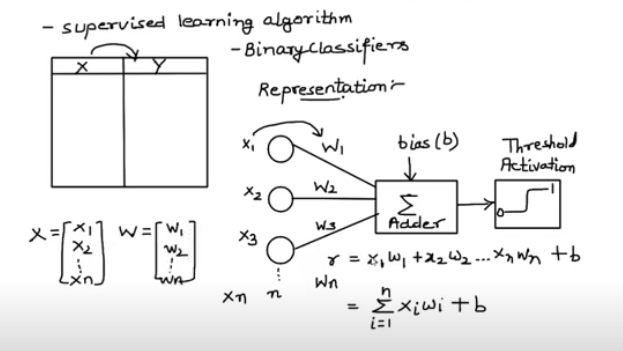 - supervised learning algorithm
- Binary classifiers
X Y
Representation:-
x₁ W₁ bias (b) Threshold Activation
x₂ W₂ Σ Adder 0 1
x₃ W₃
X = [x₁ x₂ ⋮ xn] W = [w₁ w₂ ⋮ wn]
r = x₁w₁ + x₂w₂ ... xnwn + b
xn n Wn
= Σ xiwi + b
n
i=1